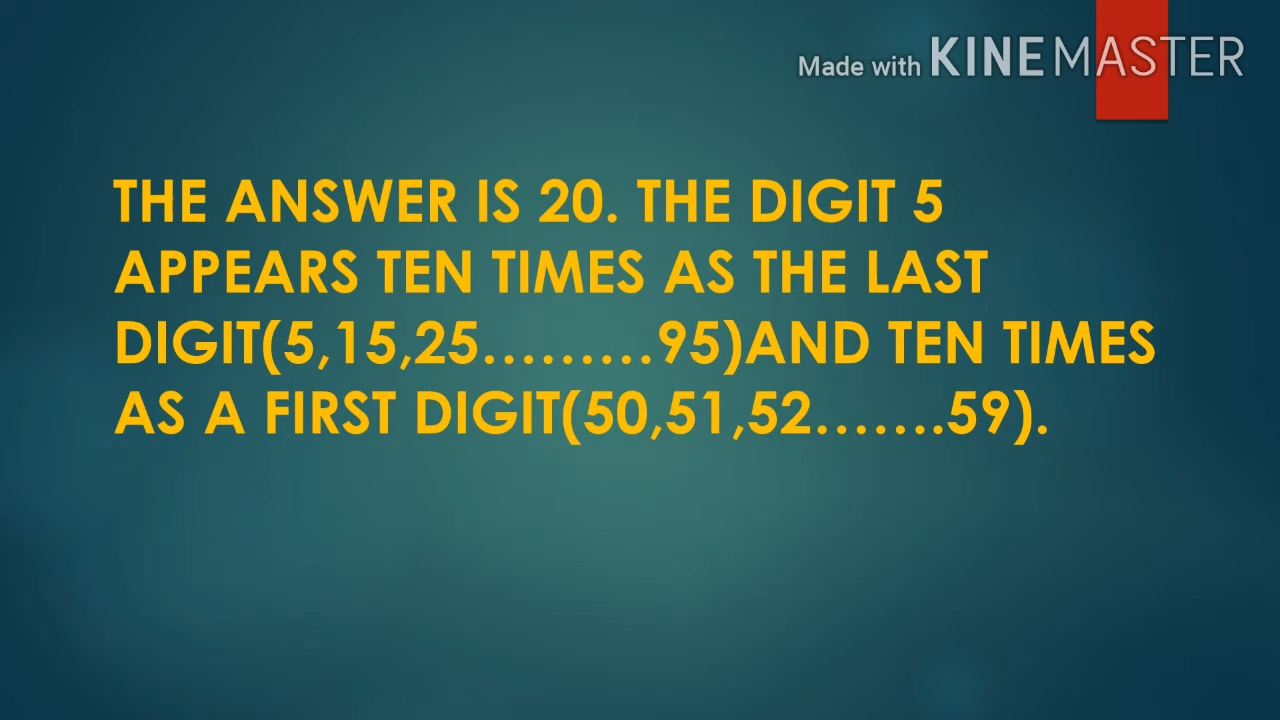 Made with KINEMASTER
THE ANSWER IS 20. THE DIGIT 5
APPEARS TEN TIMES AS THE LAST
DIGIT(5,15,25.........95)AND TEN TIMES
AS A FIRST DIGIT(50,51,52.......59).